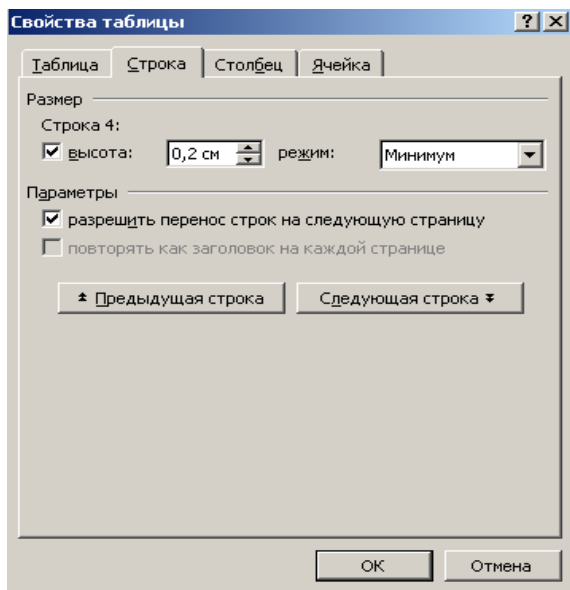 Свойства таблицы
Таблица Строка Столбец Ячейка
Размер
Строка 4:
высота: 0,2 см режим: Минимум
Параметры
разрешить перенос строк на следующую страницу
повторять как заголовок на каждой странице
Предыдущая строка Следующая строка
ОК Отмена